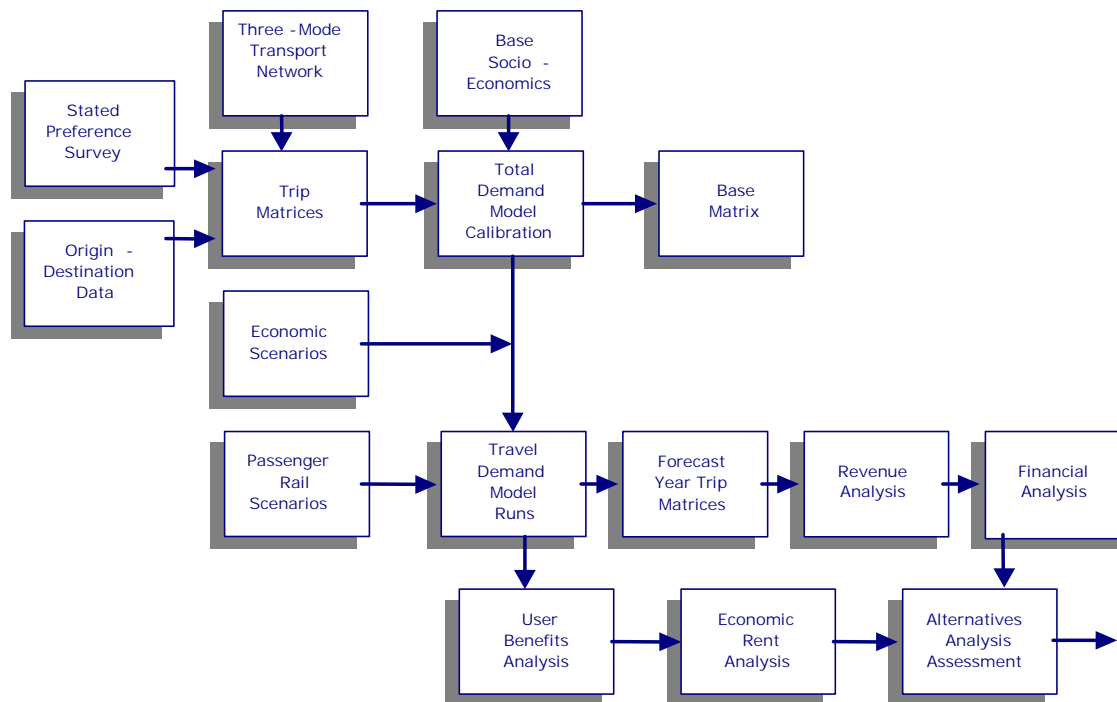 Three -Mode
Transport
Network
Base
Socio -
Economics
Stated
Preference
Survey
Trip
Matrices
Total
Demand
Model
Calibration
Base
Matrix
Origin -
Destination
Data
Economic
Scenarios
Passenger
Rail
Scenarios
Travel
Demand
Model
Runs
Forecast
Year Trip
Matrices
Revenue
Analysis
Financial
Analysis
User
Benefits
Analysis
Economic
Rent
Analysis
Alternatives
Analysis
Assessment